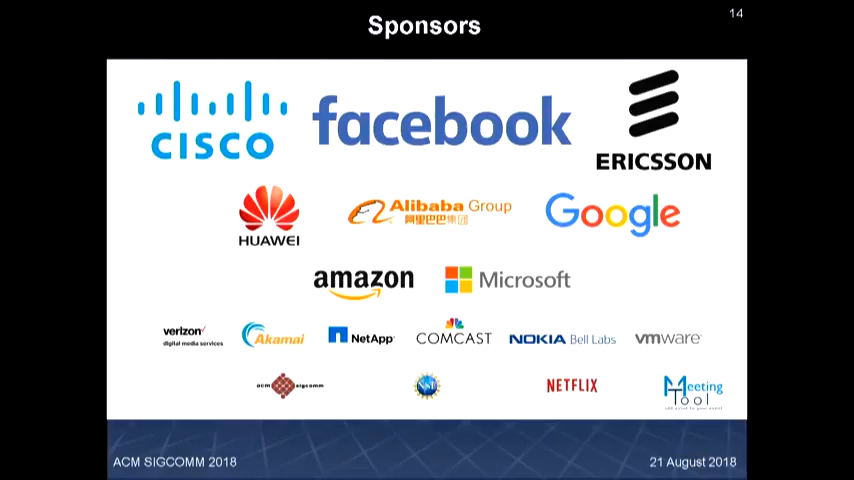 Sponsors
14
CISCO
facebook
ERICSSON
HUAWEI
Alibaba Group
阿里巴巴集团
Google
amazon
Microsoft
verizon
digital media services
Akamai
NetApp
COMCAST
NOKIA Bell Labs
vmware
acm sigcomm
NSF
NETFLIX
Meeting
Tool
ACM SIGCOMM 2018
21 August 2018